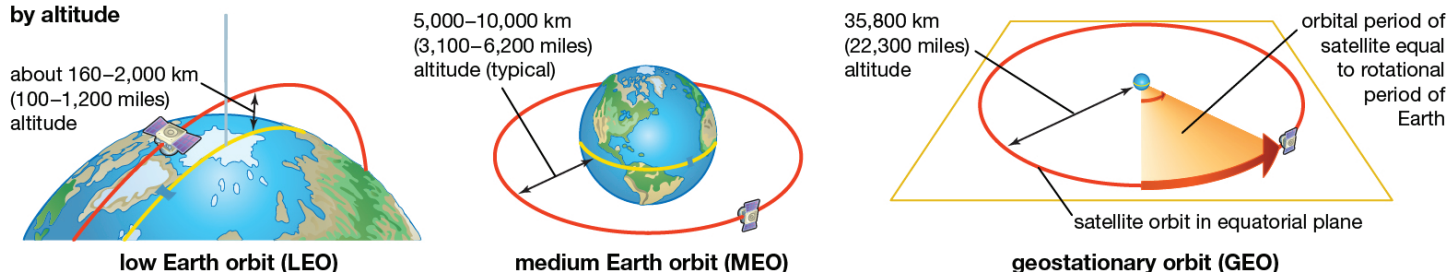 by altitude
about 160–2,000 km
(100–1,200 miles)
altitude
low Earth orbit (LEO)
5,000–10,000 km
(3,100–6,200 miles)
altitude (typical)
medium Earth orbit (MEO)
35,800 km
(22,300 miles)
altitude
orbital period of
satellite equal
to rotational
period of
Earth
satellite orbit in equatorial plane
geostationary orbit (GEO)